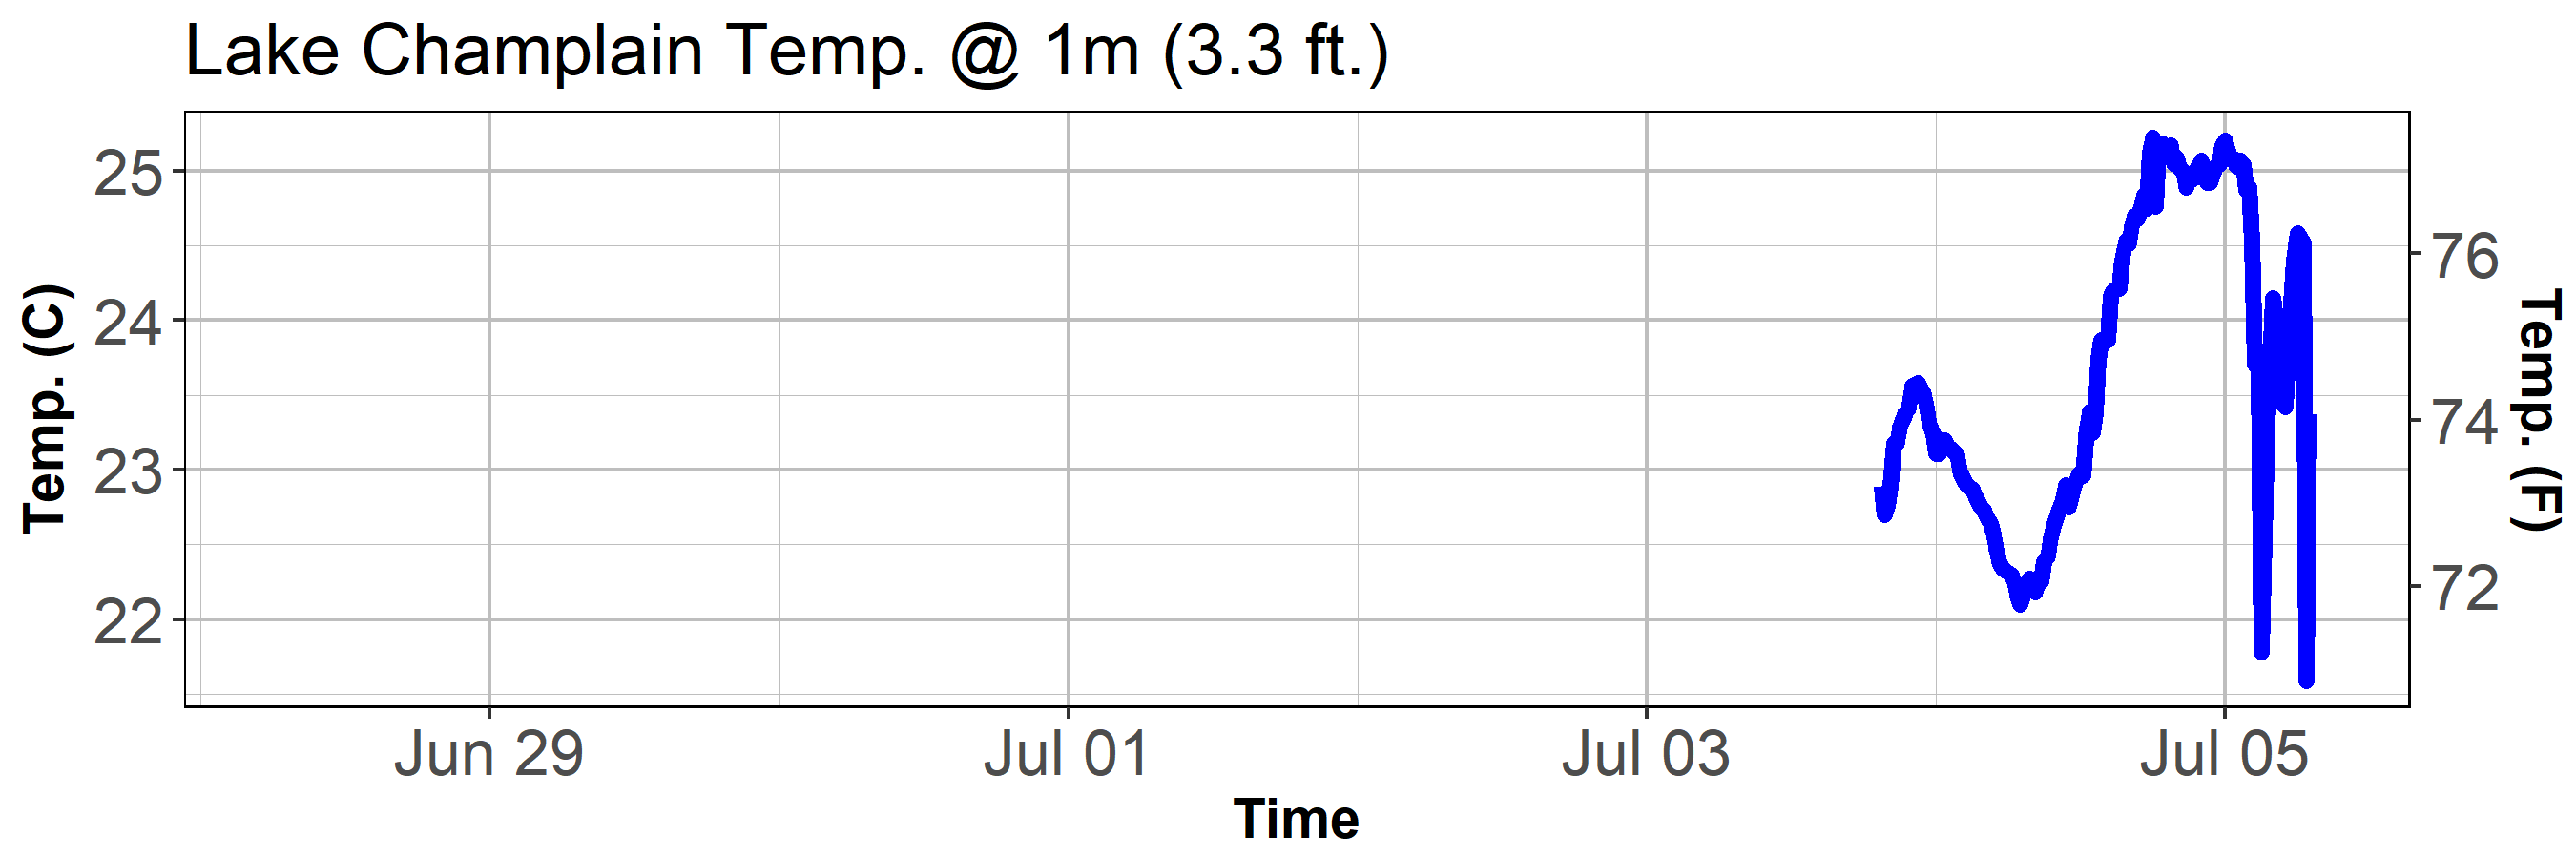 Lake Champlain Temp. @ 1m (3.3 ft.)
Temp. (C)
25
24
23
22
76
74
72
Temp. (F)
Jun 29
Jul 01
Jul 03
Jul 05
Time